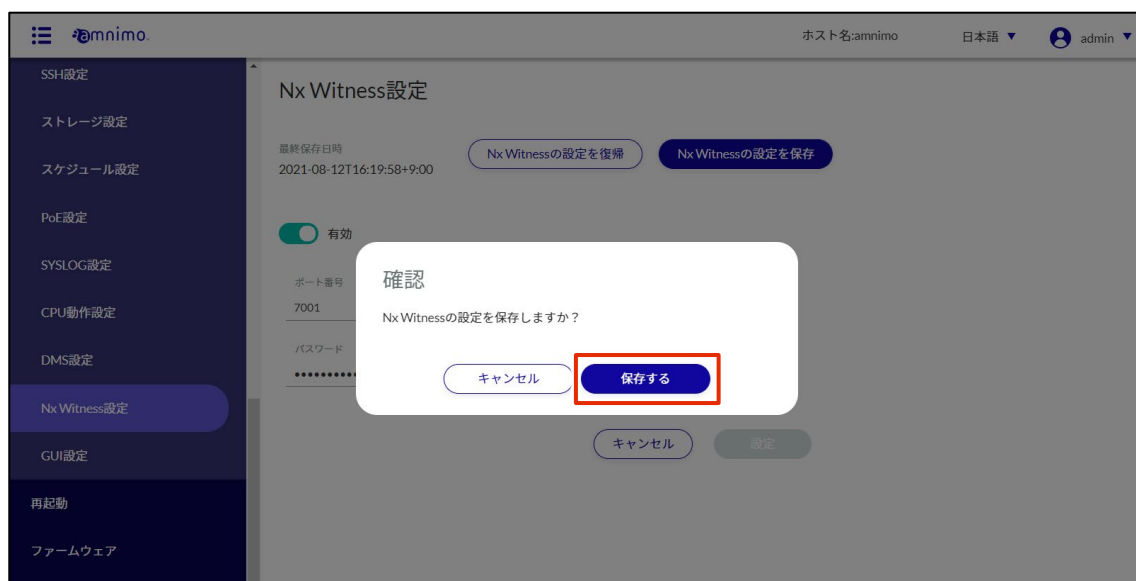 amnimo.
ホスト名:amnimo
日本語 ▼
admin ▼
SSH設定
ストレージ設定
スケジュール設定
PoE設定
SYSLOG設定
CPU動作設定
DMS設定
Nx Witness設定
GUI設定
再起動
ファームウェア
Nx Witness設定
最終保存日時
2021-08-12T16:19:58+9:00
Nx Witnessの設定を復帰
Nx Witnessの設定を保存
有効
ポート番号
7001
パスワード
••••••••••
確認
Nx Witnessの設定を保存しますか？
キャンセル
保存する
キャンセル
設定